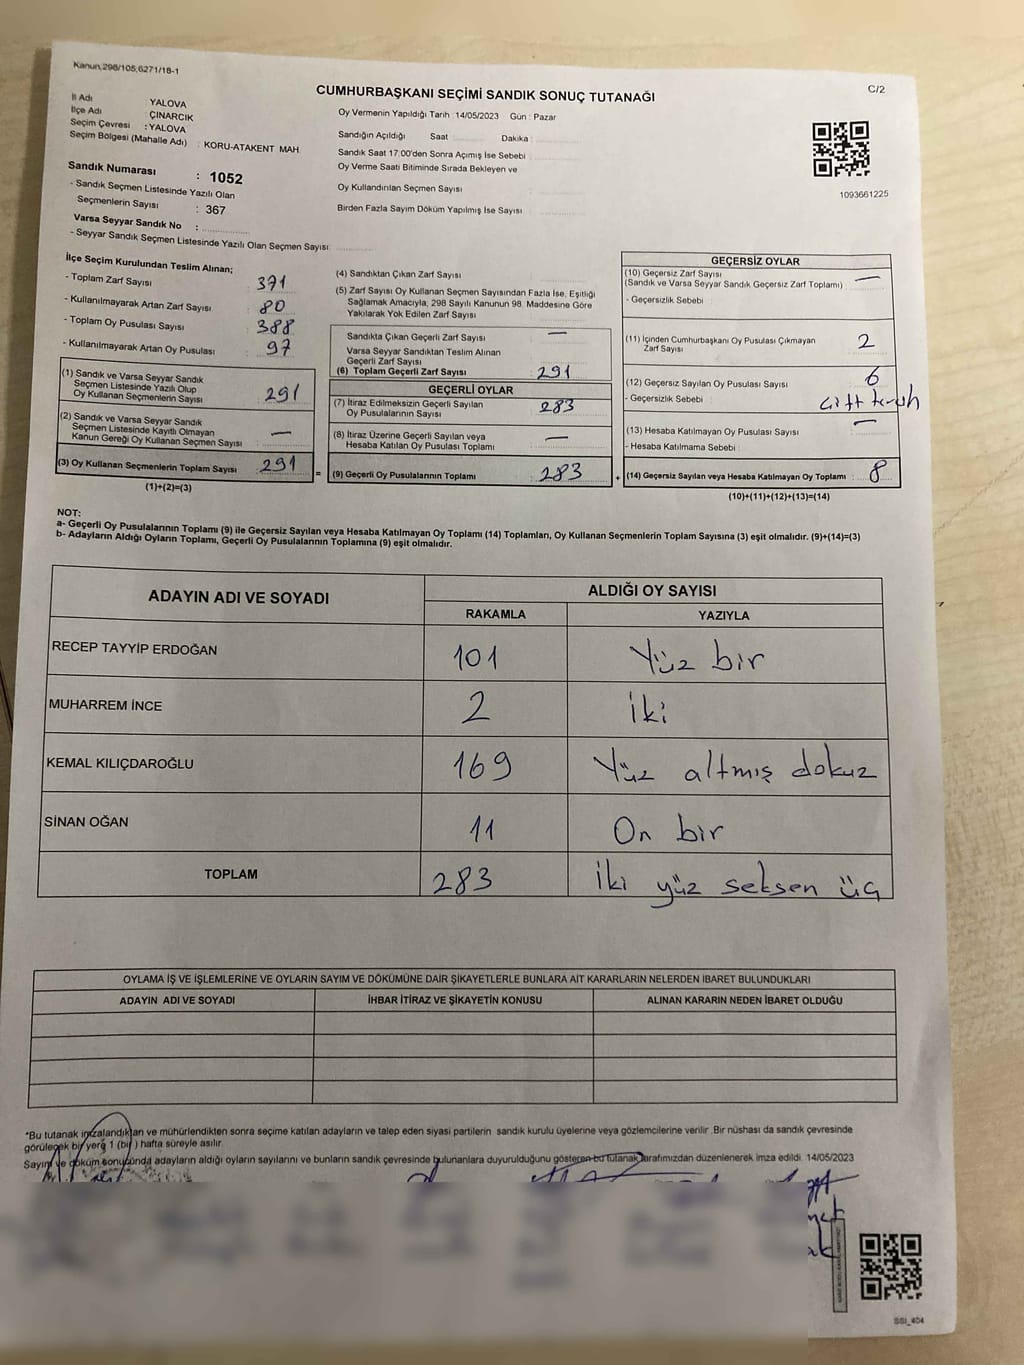 Kanun,298/105,6271/18-1
CUMHURBAŞKANI SEÇİMİ SANDIK SONUÇ TUTANAĞI
C/2
İl Adı : YALOVA
İlçe Adı : ÇINARCIK
Seçim Çevresi : YALOVA
Seçim Bölgesi (Mahalle Adı) : KORU-ATAKENT MAH.
Sandık Numarası : 1052
- Sandık Seçmen Listesinde Yazılı Olan
Seçmenlerin Sayısı : 367
Varsa Seyyar Sandık No :
- Seyyar Sandık Seçmen Listesinde Yazılı Olan Seçmen Sayısı:
Oy Vermenin Yapıldığı Tarih :14/05/2023 Gün : Pazar
Sandığın Açıldığı Saat Dakika
Sandık Saat 17:00'den Sonra Açımış İse Sebebi
Oy Verme Saati Bitiminde Sırada Bekleyen ve
Oy Kullandırılan Seçmen Sayısı
Birden Fazla Sayım Döküm Yapılmış İse Sayısı
1093661225
İlçe Seçim Kurulundan Teslim Alınan;
- Toplam Zarf Sayısı 371
- Kullanılmayarak Artan Zarf Sayısı 80
- Toplam Oy Pusulası Sayısı 388
- Kullanılmayarak Artan Oy Pusulası 97
(1) Sandık ve Varsa Seyyar Sandık
Seçmen Listesinde Yazılı Olup
Oy Kullanan Seçmenlerin Sayısı 291
(2) Sandık ve Varsa Seyyar Sandık
Seçmen Listesinde Kayıtlı Olmayan
Kanun Gereği Oy Kullanan Seçmen Sayısı —
(3) Oy Kullanan Seçmenlerin Toplam Sayısı 291
(1)+(2)=(3)
=
(4) Sandıktan Çıkan Zarf Sayısı
(5) Zarf Sayısı Oy Kullanan Seçmen Sayısından Fazla İse, Eşitliği
Sağlamak Amacıyla, 298 Sayılı Kanunun 98. Maddesine Göre
Yakılarak Yok Edilen Zarf Sayısı
Sandıkta Çıkan Geçerli Zarf Sayısı —
Varsa Seyyar Sandıktan Teslim Alınan
Geçerli Zarf Sayısı
(6) Toplam Geçerli Zarf Sayısı 291
GEÇERLİ OYLAR
(7) İtiraz Edilmeksizin Geçerli Sayılan
Oy Pusulalarının Sayısı 283
(8) İtiraz Üzerine Geçerli Sayılan veya
Hesaba Katılan Oy Pusulası Toplamı —
(9) Geçerli Oy Pusulalarının Toplamı 283
+
GEÇERSİZ OYLAR
(10) Geçersiz Zarf Sayısı
(Sandık ve Varsa Seyyar Sandık Geçersiz Zarf Toplamı) —
- Geçersizlik Sebebi
(11) İçinden Cumhurbaşkanı Oy Pusulası Çıkmayan
Zarf Sayısı 2
(12) Geçersiz Sayılan Oy Pusulası Sayısı 6
- Geçersizlik Sebebi çift tercih
(13) Hesaba Katılmayan Oy Pusulası Sayısı —
- Hesaba Katılmama Sebebi
(14) Geçersiz Sayılan veya Hesaba Katılmayan Oy Toplamı : 8
(10)+(11)+(12)+(13)=(14)
NOT:
a- Geçerli Oy Pusulalarının Toplamı (9) ile Geçersiz Sayılan veya Hesaba Katılmayan Oy Toplamı (14) Toplamları, Oy Kullanan Seçmenlerin Toplam Sayısına (3) eşit olmalıdır. (9)+(14)=(3)
b- Adayların Aldığı Oyların Toplamı, Geçerli Oy Pusulalarının Toplamına (9) eşit olmalıdır.
ADAYIN ADI VE SOYADI ALDIĞI OY SAYISI
RAKAMLA YAZIYLA
RECEP TAYYİP ERDOĞAN 101 Yüz bir
MUHARREM İNCE 2 İki
KEMAL KILIÇDAROĞLU 169 Yüz altmış dokuz
SİNAN OĞAN 11 On bir
TOPLAM 283 İki yüz seksen üç
OYLAMA İŞ VE İŞLEMLERİNE VE OYLARIN SAYIM VE DÖKÜMÜNE DAİR ŞİKAYETLERLE BUNLARA AİT KARARLARIN NELERDEN İBARET BULUNDUKLARI
ADAYIN ADI VE SOYADI İHBAR İTİRAZ VE ŞİKAYETİN KONUSU ALINAN KARARIN NEDEN İBARET OLDUĞU
*Bu tutanak imzalandıktan ve mühürlendikten sonra seçime katılan adayların ve talep eden siyasi partilerin sandık kurulu üyelerine veya gözlemcilerine verilir .Bir nüshası da sandık çevresinde
görülecek bir yere 1 (bir ) hafta süreyle asılır.
Sayım ve döküm sonucunda adayların aldığı oyların sayılarını ve bunların sandık çevresinde bulunanlara duyurulduğunu gösteren bu tutanak tarafımızdan düzenlenerek imza edildi. 14/05/2023
SSI_404